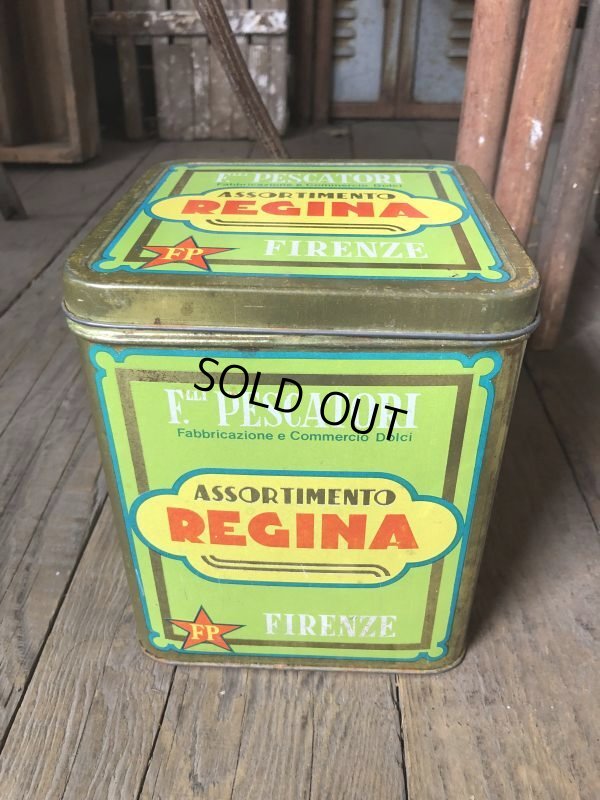 F.LLI PESCATORI
Fabbricazione e Commercio Dolci
ASSORTIMENTO
REGINA
FP
FIRENZE
SOLD OUT
F.LLI PESCATORI
Fabbricazione e Commercio Dolci
ASSORTIMENTO
REGINA
FP
FIRENZE